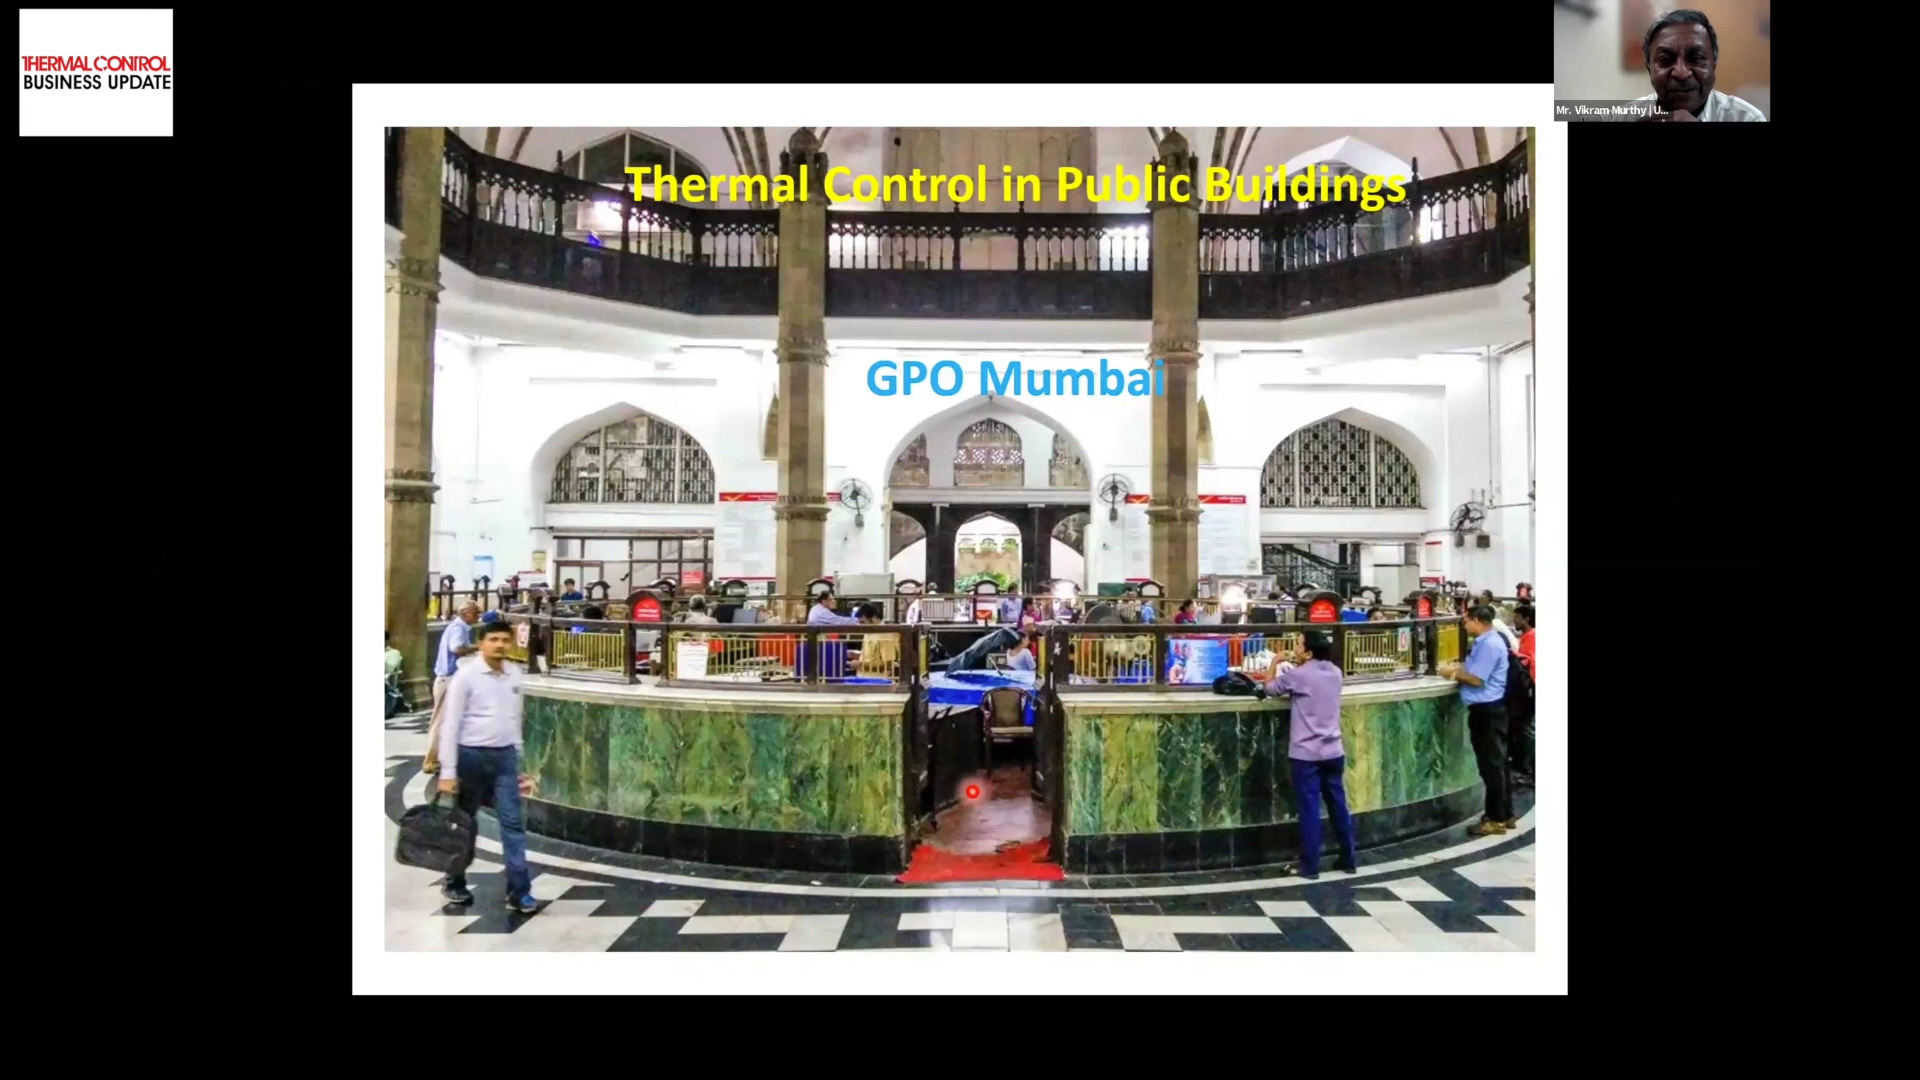 THERMAL CONTROL
BUSINESS UPDATE
Mr. Vikram Murthy | U...
Thermal Control in Public Buildings
GPO Mumbai